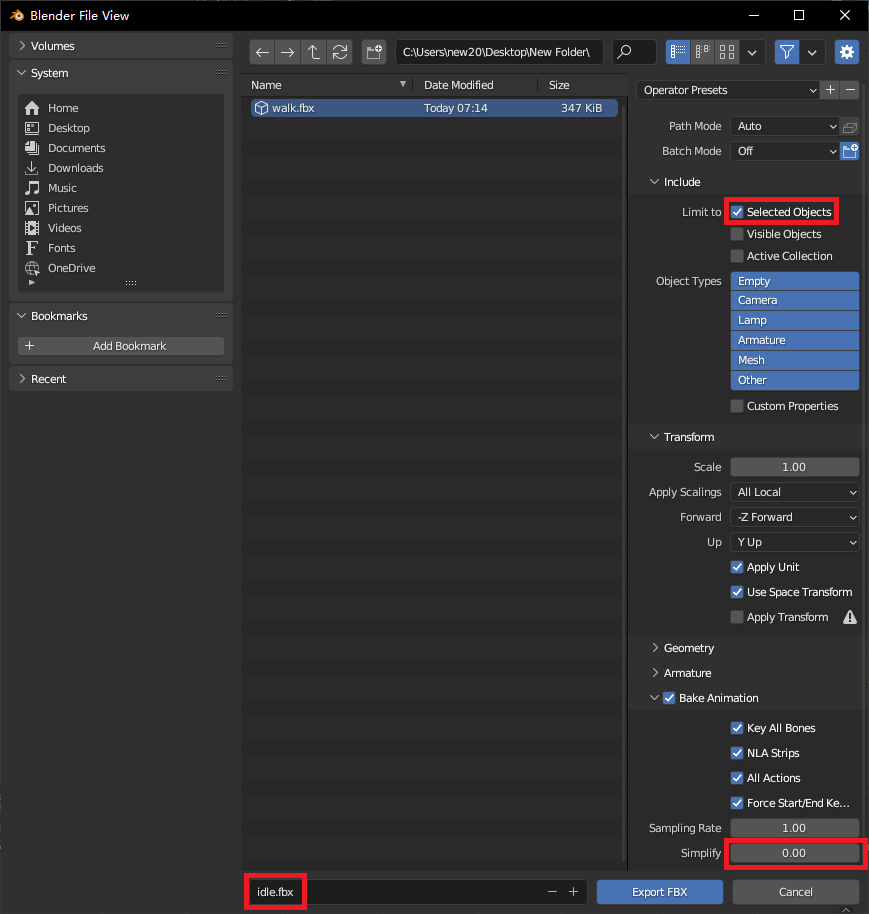 Blender File View
Volumes
System
Home
Desktop
Documents
Downloads
Music
Pictures
Videos
Fonts
OneDrive
Bookmarks
Add Bookmark
Recent
C:\Users\new20\Desktop\New Folder\
Name Date Modified Size
walk.fbx Today 07:14 347 KiB
idle.fbx
Operator Presets
Path Mode Auto
Batch Mode Off
Include
Limit to Selected Objects
Visible Objects
Active Collection
Object Types Empty
Camera
Lamp
Armature
Mesh
Other
Custom Properties
Transform
Scale 1.00
Apply Scalings All Local
Forward -Z Forward
Up Y Up
Apply Unit
Use Space Transform
Apply Transform
Geometry
Armature
Bake Animation
Key All Bones
NLA Strips
All Actions
Force Start/End Ke...
Sampling Rate 1.00
Simplify 0.00
Export FBX Cancel